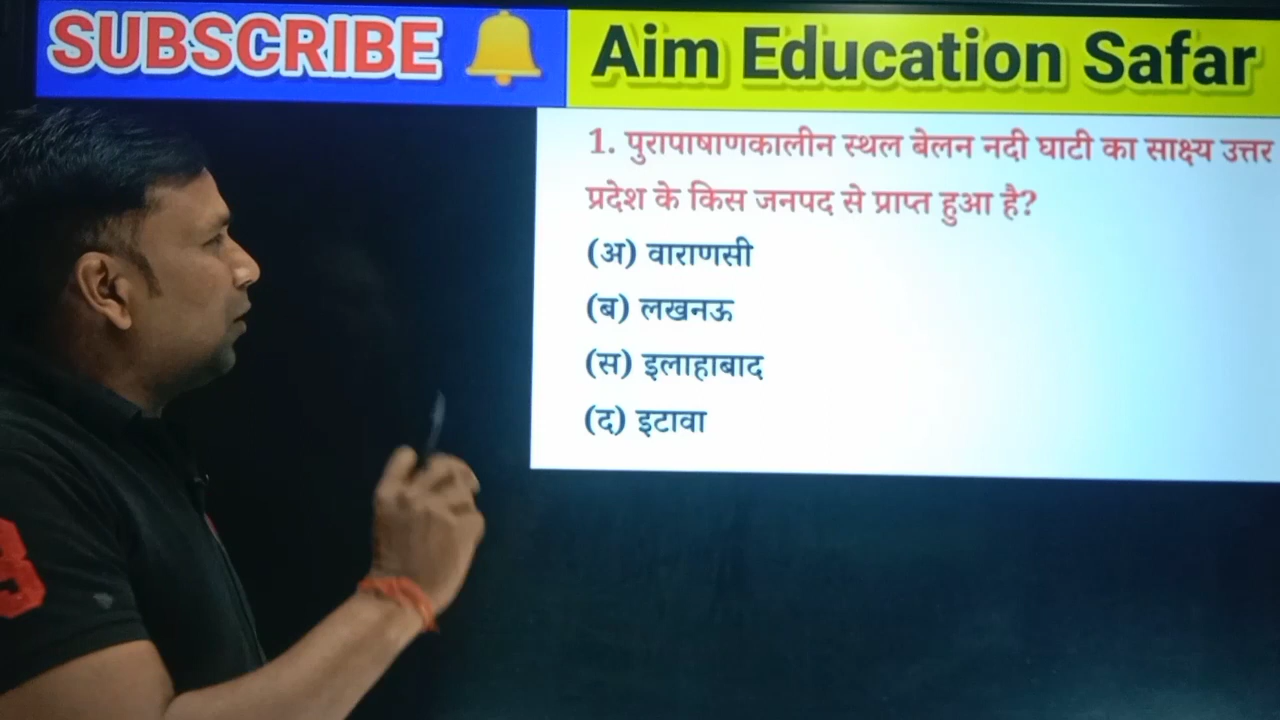 SUBSCRIBE
Aim Education Safar
1. पुरापाषाणकालीन स्थल बेलन नदी घाटी का साक्ष्य उत्तर
प्रदेश के किस जनपद से प्राप्त हुआ है?
(अ) वाराणसी
(ब) लखनऊ
(स) इलाहाबाद
(द) इटावा